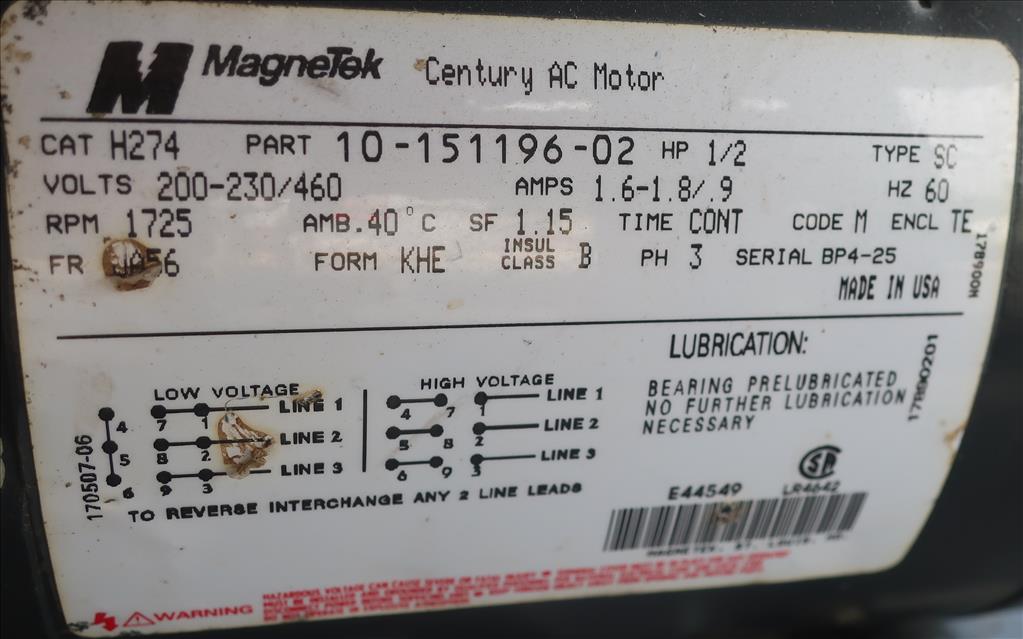 MagneTek Century AC Motor
CAT H274 PART 10-151196-02 HP 1/2 TYPE SC
VOLTS 200-230/460 AMPS 1.6-1.8/.9 HZ 60
RPM 1725 AMB.40°C SF 1.15 TIME CONT CODE M ENCL TE
FR 56 FORM KHE INSUL CLASS B PH 3 SERIAL BP4-25
MADE IN USA
178900M
LOW VOLTAGE
4 7 1 LINE 1
5 8 2 LINE 2
6 9 3 LINE 3
170507-06
HIGH VOLTAGE
4 7 1 LINE 1
5 8 2 LINE 2
6 9 3 LINE 3
TO REVERSE INTERCHANGE ANY 2 LINE LEADS
LUBRICATION:
BEARING PRELUBRICATED
NO FURTHER LUBRICATION
NECESSARY
17890201
E44549
LR4642
WARNING